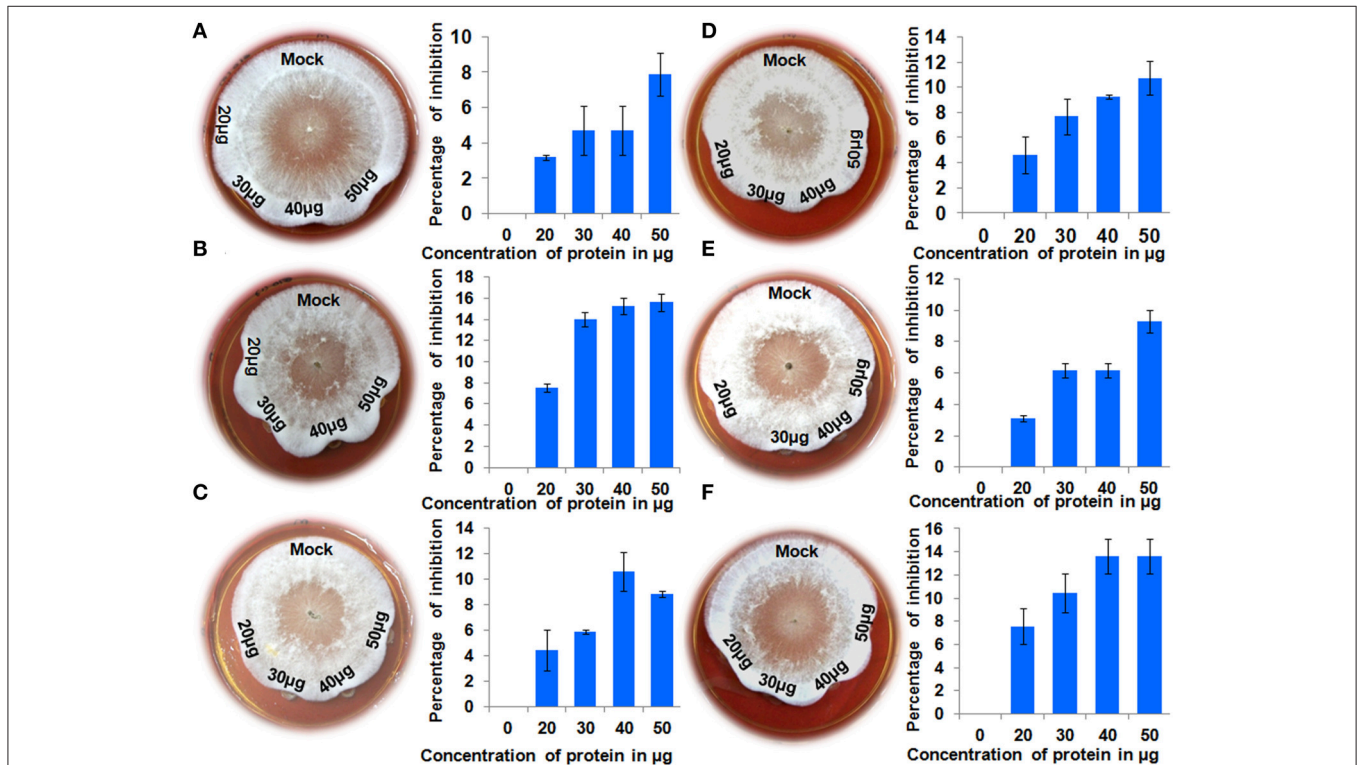 A
Mock
20µg
30µg
40µg
50µg
Percentage of inhibition
10
8
6
4
2
0
0 20 30 40 50
Concentration of protein in µg
B
Mock
20µg
30µg
40µg
50µg
Percentage of inhibition
18
16
14
12
10
8
6
4
2
0
0 20 30 40 50
Concentration of protein in µg
C
Mock
20µg
30µg
40µg
50µg
Percentage of inhibition
14
12
10
8
6
4
2
0
0 20 30 40 50
Concentration of protein in µg
D
Mock
20µg
30µg
40µg
50µg
Percentage of inhibition
14
12
10
8
6
4
2
0
0 20 30 40 50
Concentration of protein in µg
E
Mock
20µg
30µg
40µg
50µg
Percentage of inhibition
12
10
8
6
4
2
0
0 20 30 40 50
Concentration of protein in µg
F
Mock
20µg
30µg
40µg
50µg
Percentage of inhibition
16
14
12
10
8
6
4
2
0
0 20 30 40 50
Concentration of protein in µg